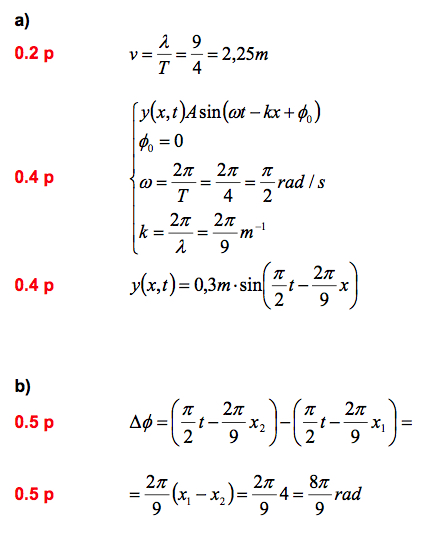 a)
0.2 p v = λ/T = 9/4 = 2,25m
y(x,t)A sin(ωt − kx + ϕ₀)
ϕ₀ = 0
0.4 p ω = 2π/T = 2π/4 = π/2 rad / s
k = 2π/λ = 2π/9 m⁻¹
0.4 p y(x,t) = 0,3m · sin(π/2 t − 2π/9 x)
b)
0.5 p Δϕ = (π/2 t − 2π/9 x₂) − (π/2 t − 2π/9 x₁) =
0.5 p = 2π/9 (x₁ − x₂) = 2π/9 4 = 8π/9 rad